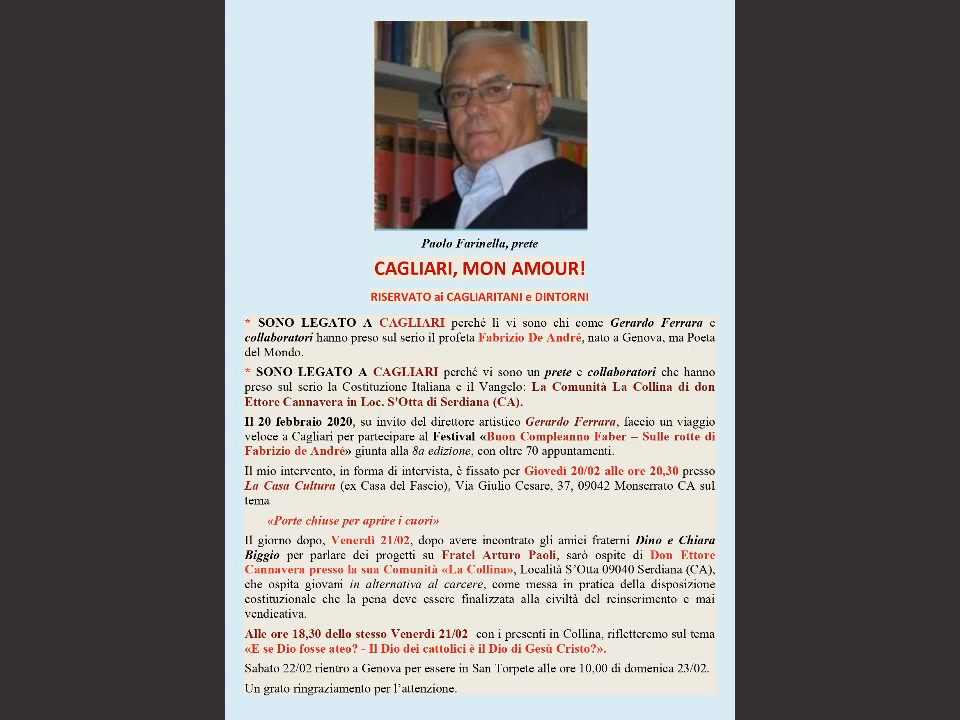 Paolo Farinella, prete
CAGLIARI, MON AMOUR!
RISERVATO ai CAGLIARITANI e DINTORNI
* SONO LEGATO A CAGLIARI perché lì vi sono chi come Gerardo Ferrara e
collaboratori hanno preso sul serio il profeta Fabrizio De André, nato a Genova, ma Poeta
del Mondo.
* SONO LEGATO A CAGLIARI perché vi sono un prete e collaboratori che hanno
preso sul serio la Costituzione Italiana e il Vangelo: La Comunità La Collina di don
Ettore Cannavera in Loc. S'Otta di Serdiana (CA).
Il 20 febbraio 2020, su invito del direttore artistico Gerardo Ferrara, faccio un viaggio
veloce a Cagliari per partecipare al Festival «Buon Compleanno Faber – Sulle rotte di
Fabrizio de André» giunta alla 8a edizione, con oltre 70 appuntamenti.
Il mio intervento, in forma di intervista, è fissato per Giovedì 20/02 alle ore 20,30 presso
La Casa Cultura (ex Casa del Fascio), Via Giulio Cesare, 37, 09042 Monserrato CA sul
tema
«Porte chiuse per aprire i cuori»
Il giorno dopo, Venerdì 21/02, dopo avere incontrato gli amici fraterni Dino e Chiara
Biggio per parlare dei progetti su Fratel Arturo Paoli, sarò ospite di Don Ettore
Cannavera presso la sua Comunità «La Collina», Località S’Otta 09040 Serdiana (CA),
che ospita giovani in alternativa al carcere, come messa in pratica della disposizione
costituzionale che la pena deve essere finalizzata alla civiltà del reinserimento e mai
vendicativa.
Alle ore 18,30 dello stesso Venerdì 21/02 con i presenti in Collina, rifletteremo sul tema
«E se Dio fosse ateo? - Il Dio dei cattolici è il Dio di Gesù Cristo?».
Sabato 22/02 rientro a Genova per essere in San Torpete alle ore 10,00 di domenica 23/02.
Un grato ringraziamento per l’attenzione.